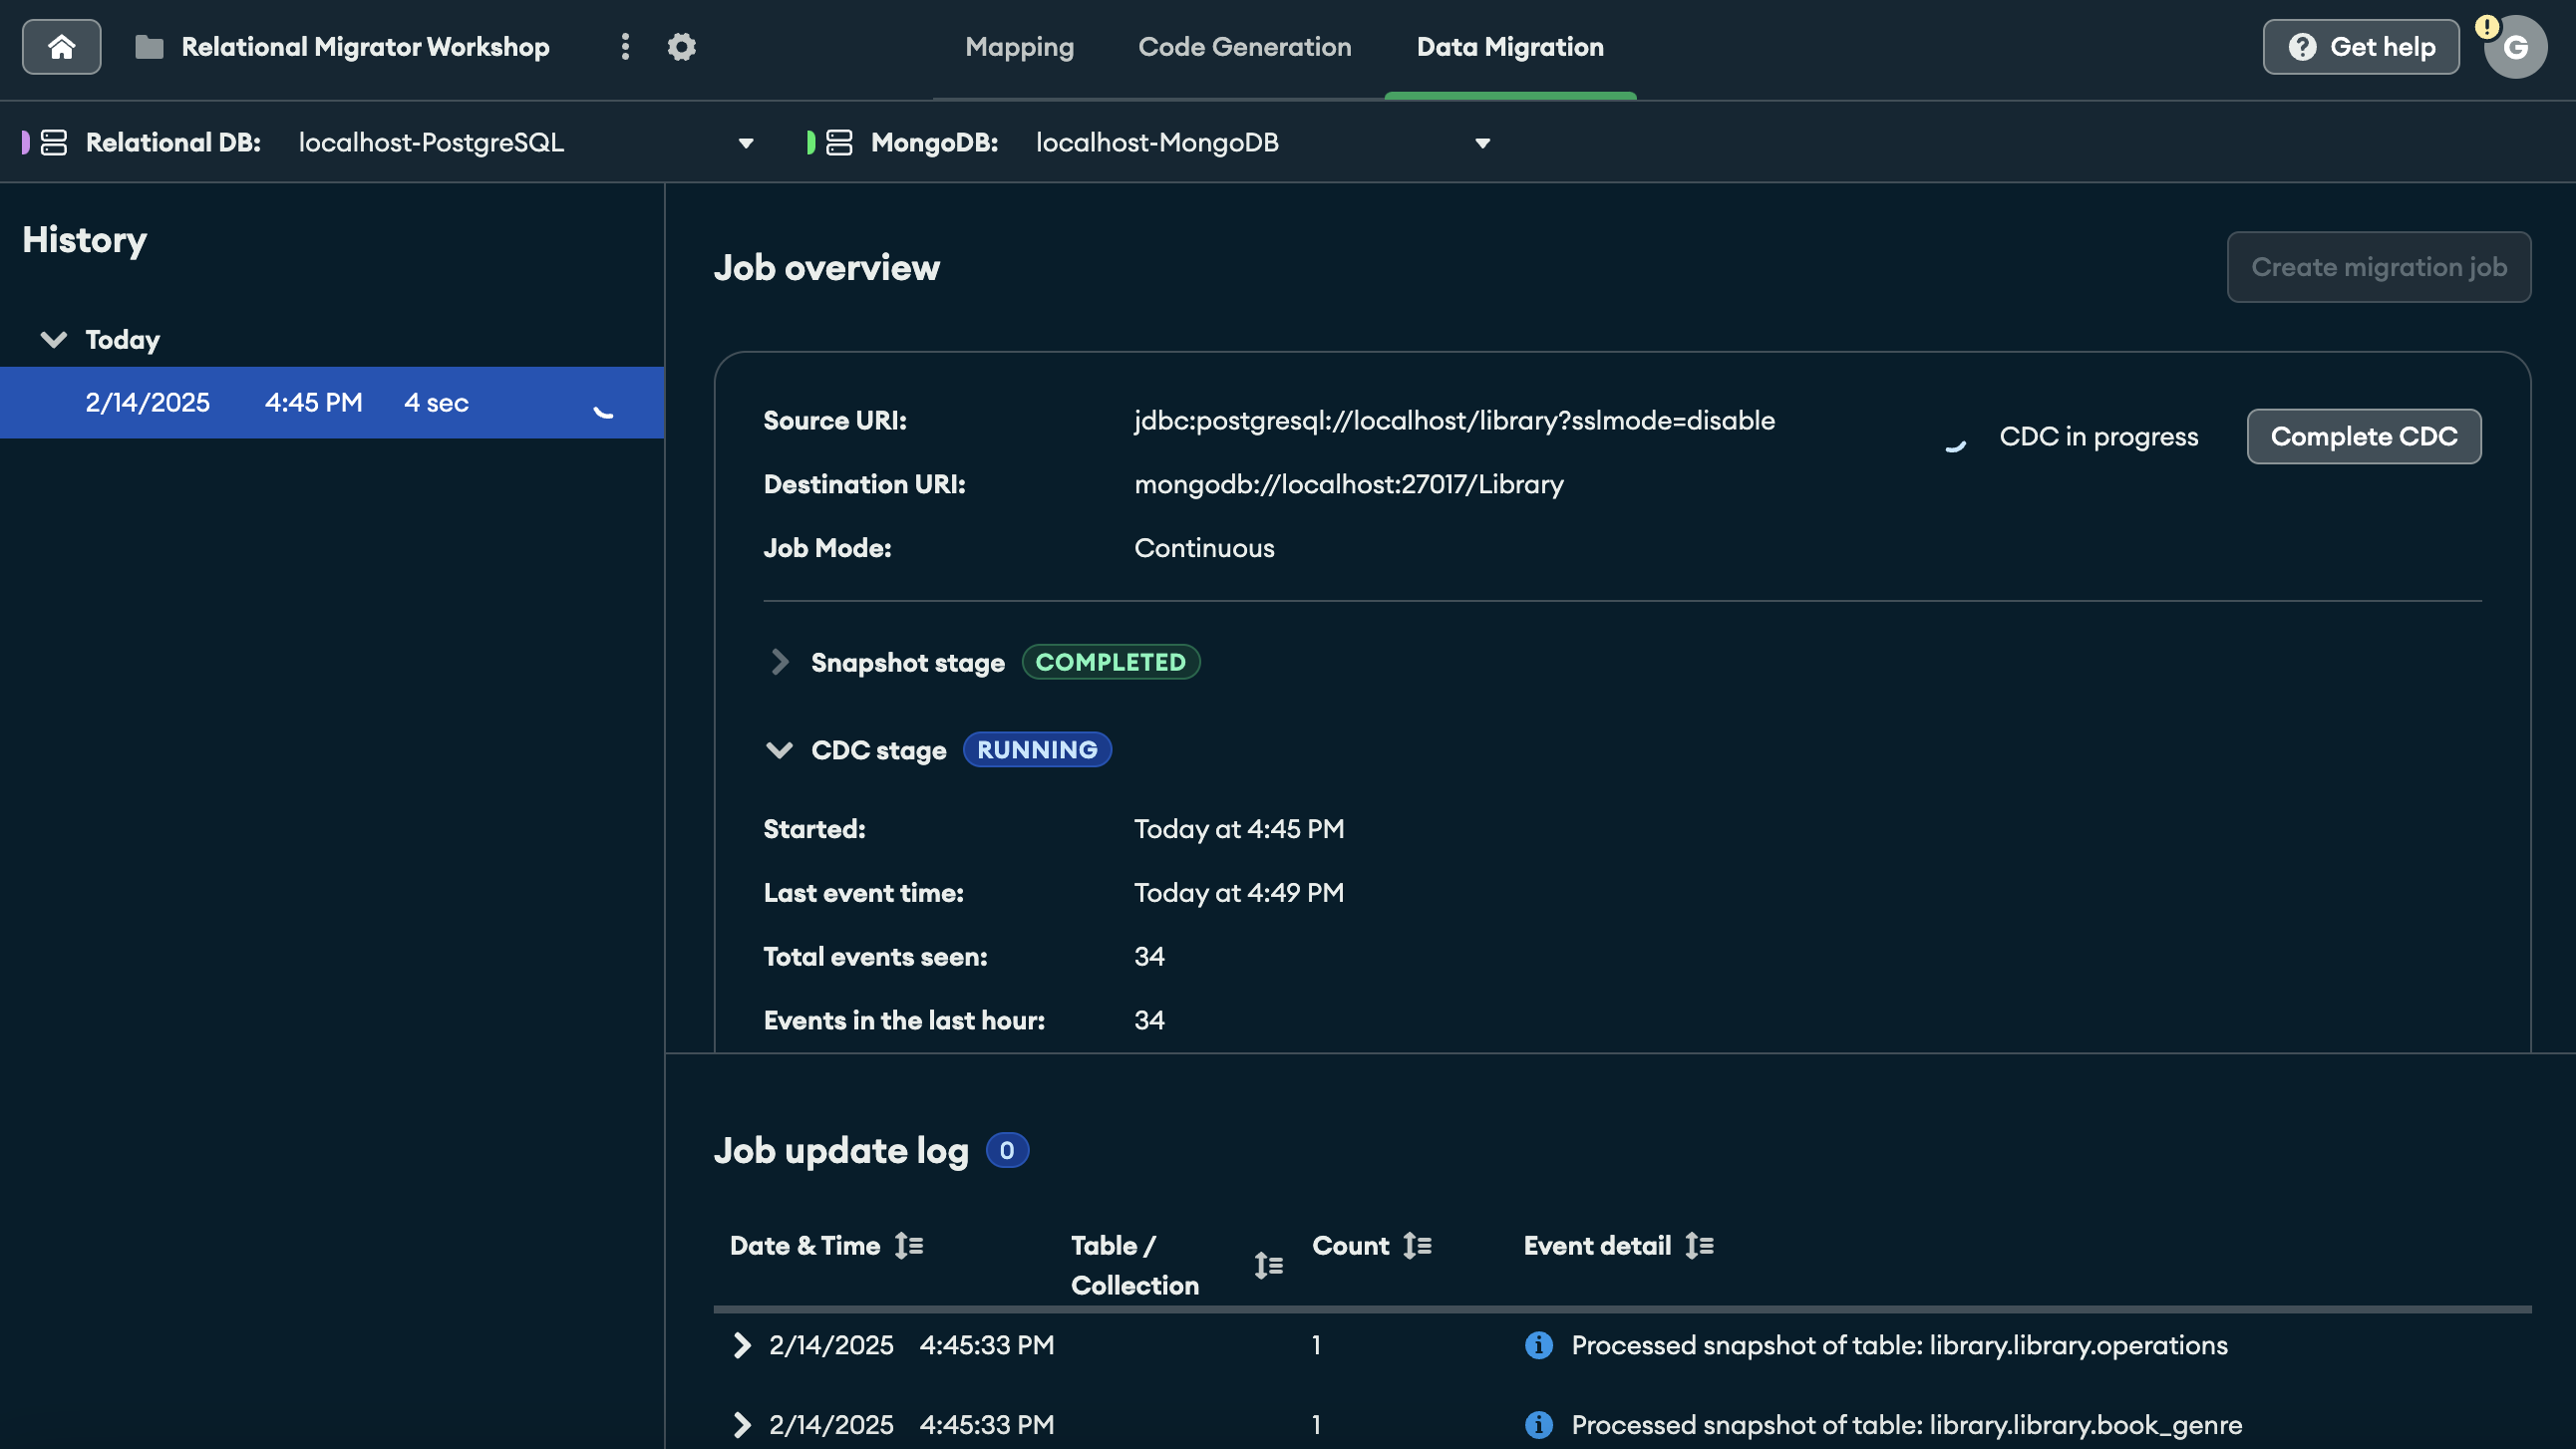 Relational Migrator Workshop
Mapping
Code Generation
Data Migration
Get help
!
G
Relational DB: localhost-PostgreSQL
MongoDB: localhost-MongoDB
History
Today
2/14/2025 4:45 PM 4 sec
Job overview
Create migration job
Source URI: jdbc:postgresql://localhost/library?sslmode=disable
CDC in progress
Complete CDC
Destination URI: mongodb://localhost:27017/Library
Job Mode: Continuous
Snapshot stage COMPLETED
CDC stage RUNNING
Started: Today at 4:45 PM
Last event time: Today at 4:49 PM
Total events seen: 34
Events in the last hour: 34
Job update log 0
Date & Time
Table /
Collection
Count
Event detail
2/14/2025 4:45:33 PM 1 Processed snapshot of table: library.library.operations
2/14/2025 4:45:33 PM 1 Processed snapshot of table: library.library.book_genre